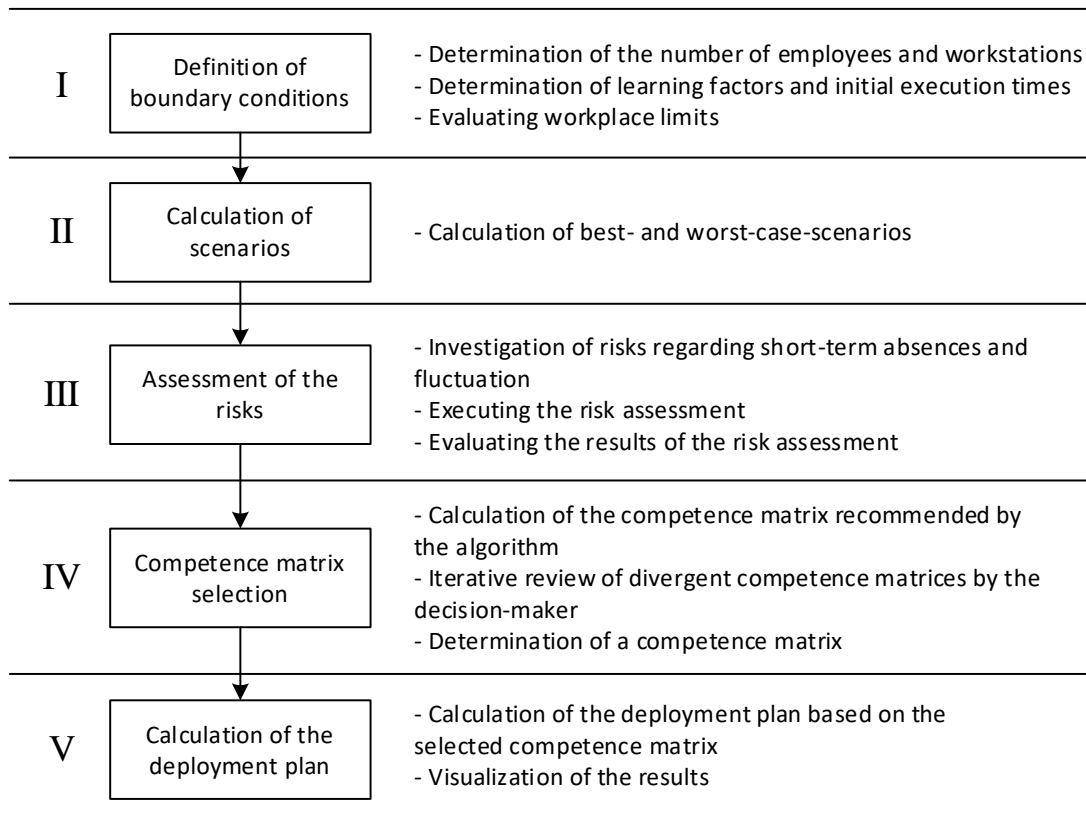 I
Definition of
boundary conditions
- Determination of the number of employees and workstations
- Determination of learning factors and initial execution times
- Evaluating workplace limits
II
Calculation of
scenarios
- Calculation of best- and worst-case-scenarios
III
Assessment of the
risks
- Investigation of risks regarding short-term absences and
fluctuation
- Executing the risk assessment
- Evaluating the results of the risk assessment
IV
Competence matrix
selection
- Calculation of the competence matrix recommended by
the algorithm
- Iterative review of divergent competence matrices by the
decision-maker
- Determination of a competence matrix
V
Calculation of the
deployment plan
- Calculation of the deployment plan based on the
selected competence matrix
- Visualization of the results